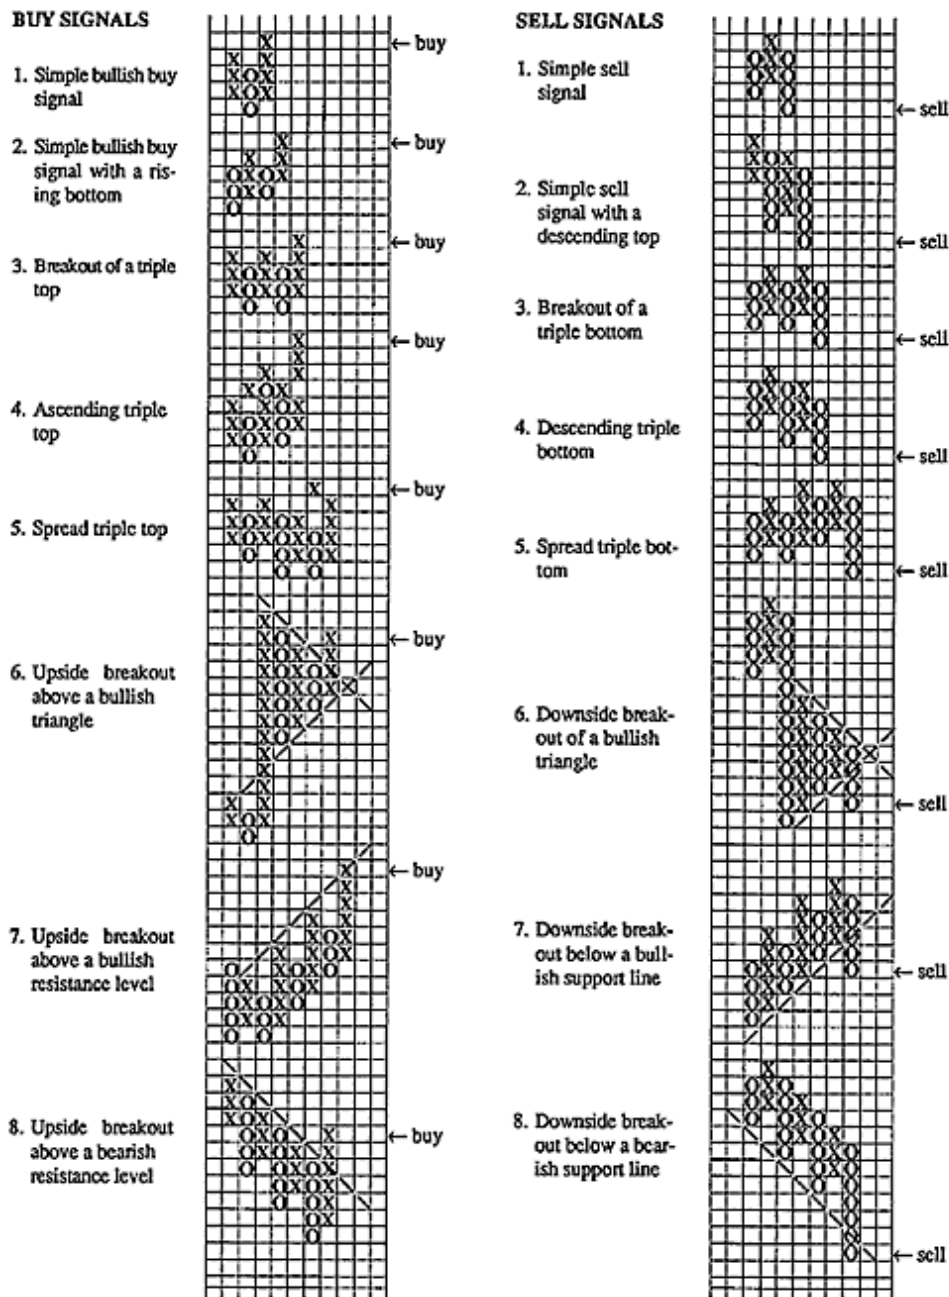 BUY SIGNALS
← buy
1. Simple bullish buy
signal
← buy
2. Simple bullish buy
signal with a ris-
ing bottom
← buy
3. Breakout of a triple
top
← buy
4. Ascending triple
top
← buy
5. Spread triple top
← buy
6. Upside breakout
above a bullish
triangle
← buy
7. Upside breakout
above a bullish
resistance level
8. Upside breakout
above a bearish
resistance level
← buy
SELL SIGNALS
1. Simple sell
signal
← sell
2. Simple sell
signal with a
descending top
← sell
3. Breakout of a
triple bottom
← sell
4. Descending triple
bottom
← sell
5. Spread triple bot-
tom
← sell
6. Downside break-
out of a bullish
triangle
← sell
7. Downside break-
out below a bull-
ish support line
← sell
8. Downside break-
out below a bear-
ish support line
← sell